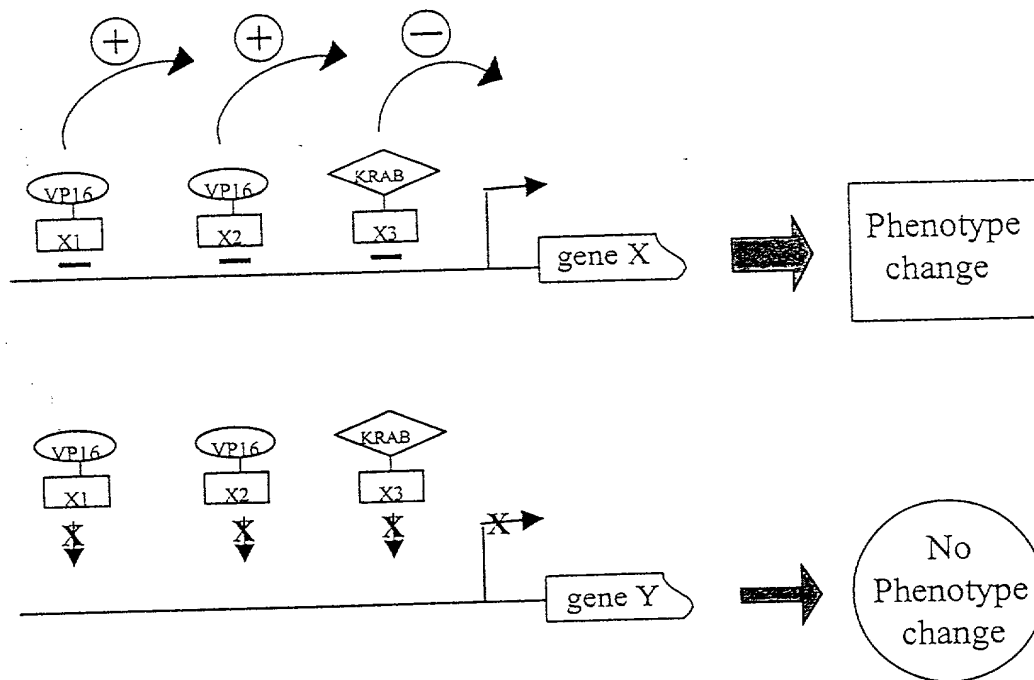 +
+
−
VP16
VP16
KRAB
X1
X2
X3
gene X
Phenotype
change
VP16
VP16
KRAB
X1
X2
X3
X
X
X
X
gene Y
No
Phenotype
change